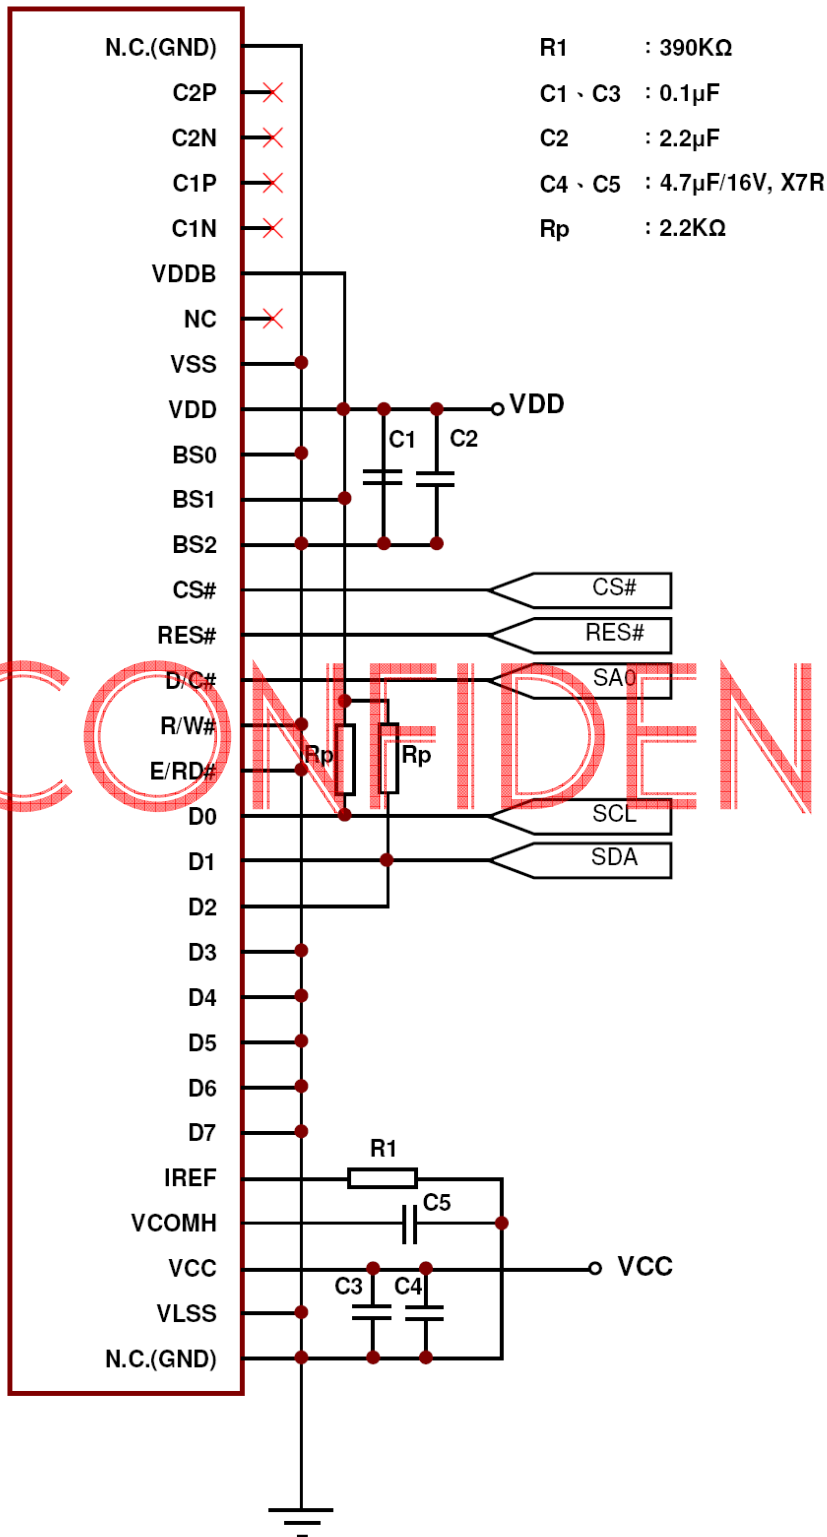 N.C.(GND)
C2P
C2N
C1P
C1N
VDDB
NC
VSS
VDD
BS0
BS1
BS2
CS#
RES#
D/C#
R/W#
E/RD#
D0
D1
D2
D3
D4
D5
D6
D7
IREF
VCOMH
VCC
VLSS
N.C.(GND)
R1 : 390KΩ
C1、C3 : 0.1µF
C2 : 2.2µF
C4、C5 : 4.7µF/16V, X7R
Rp : 2.2KΩ
VDD
C1
C2
CS#
RES#
SA0
Rp
Rp
SCL
SDA
R1
C5
VCC
C3
C4
CONFIDEN